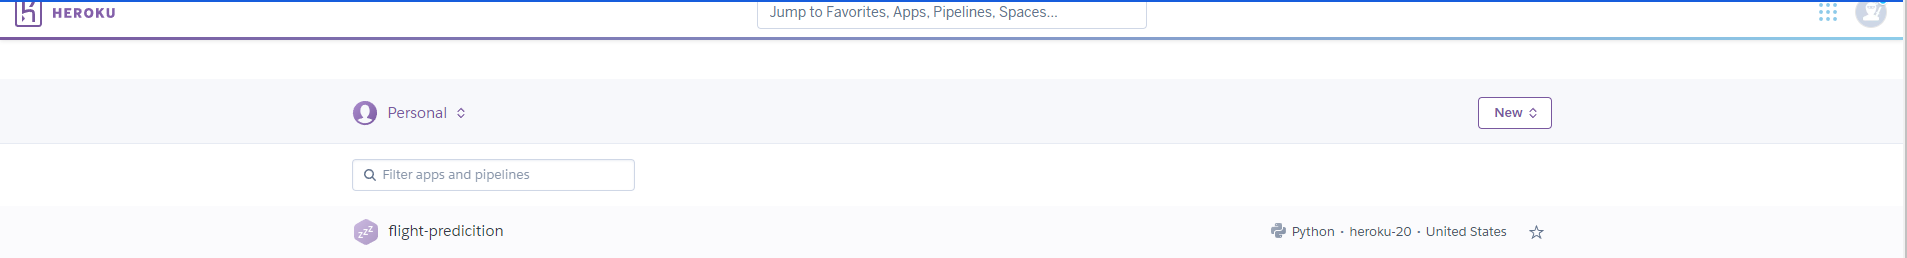 HEROKU
Jump to Favorites, Apps, Pipelines, Spaces...
Personal
New
Filter apps and pipelines
zzz flight-predicition
Python · heroku-20 · United States